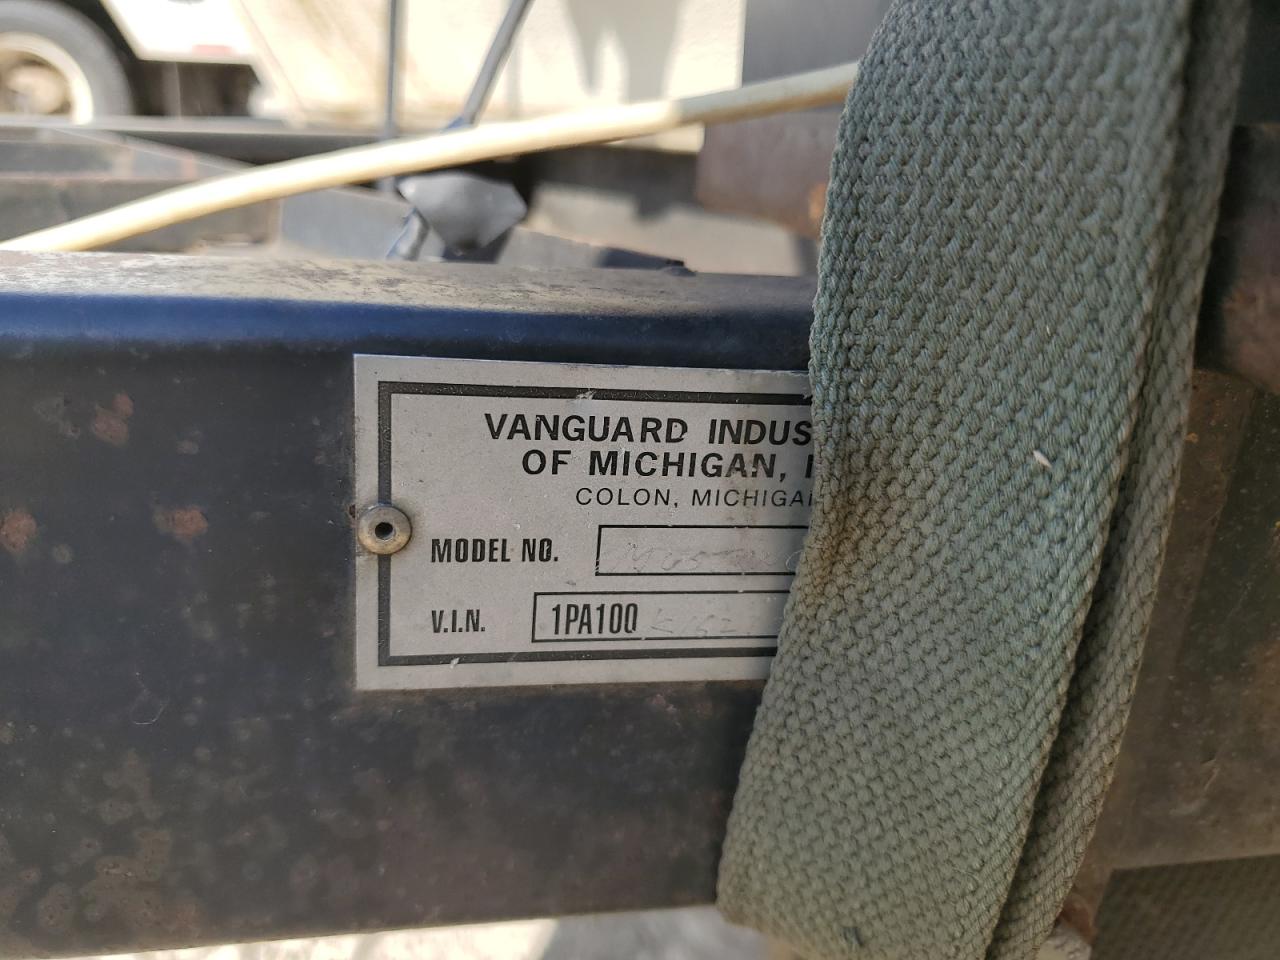 VANGUARD INDUS
OF MICHIGAN, I
COLON, MICHIGA
MODEL NO.
V.I.N. 1PA100